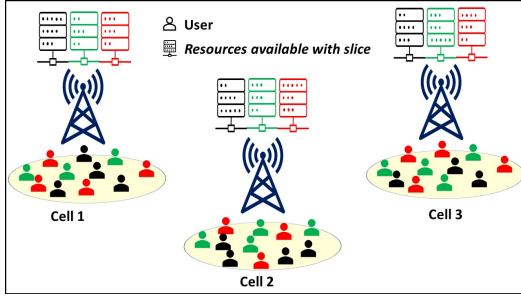 User
Resources available with slice
Cell 1
Cell 2
Cell 3